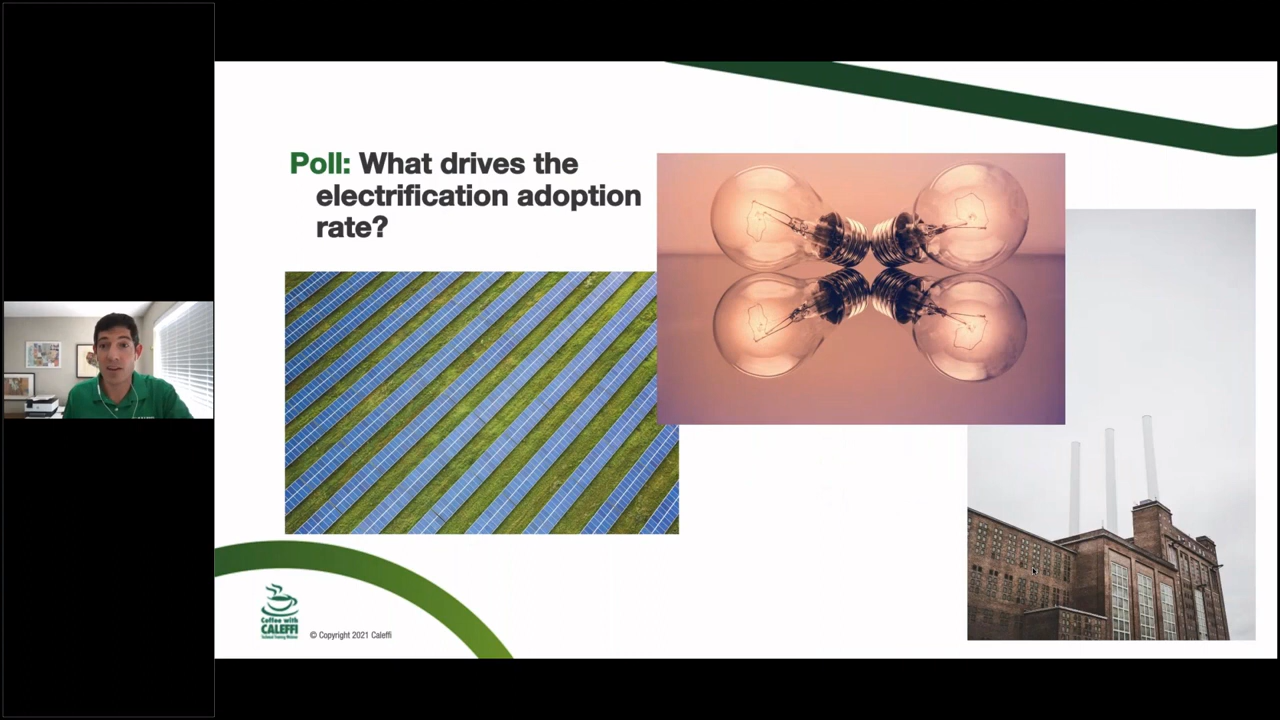 Poll: What drives the
electrification adoption
rate?
Coffee with
CALEFFI
© Copyright 2021 Caleffi